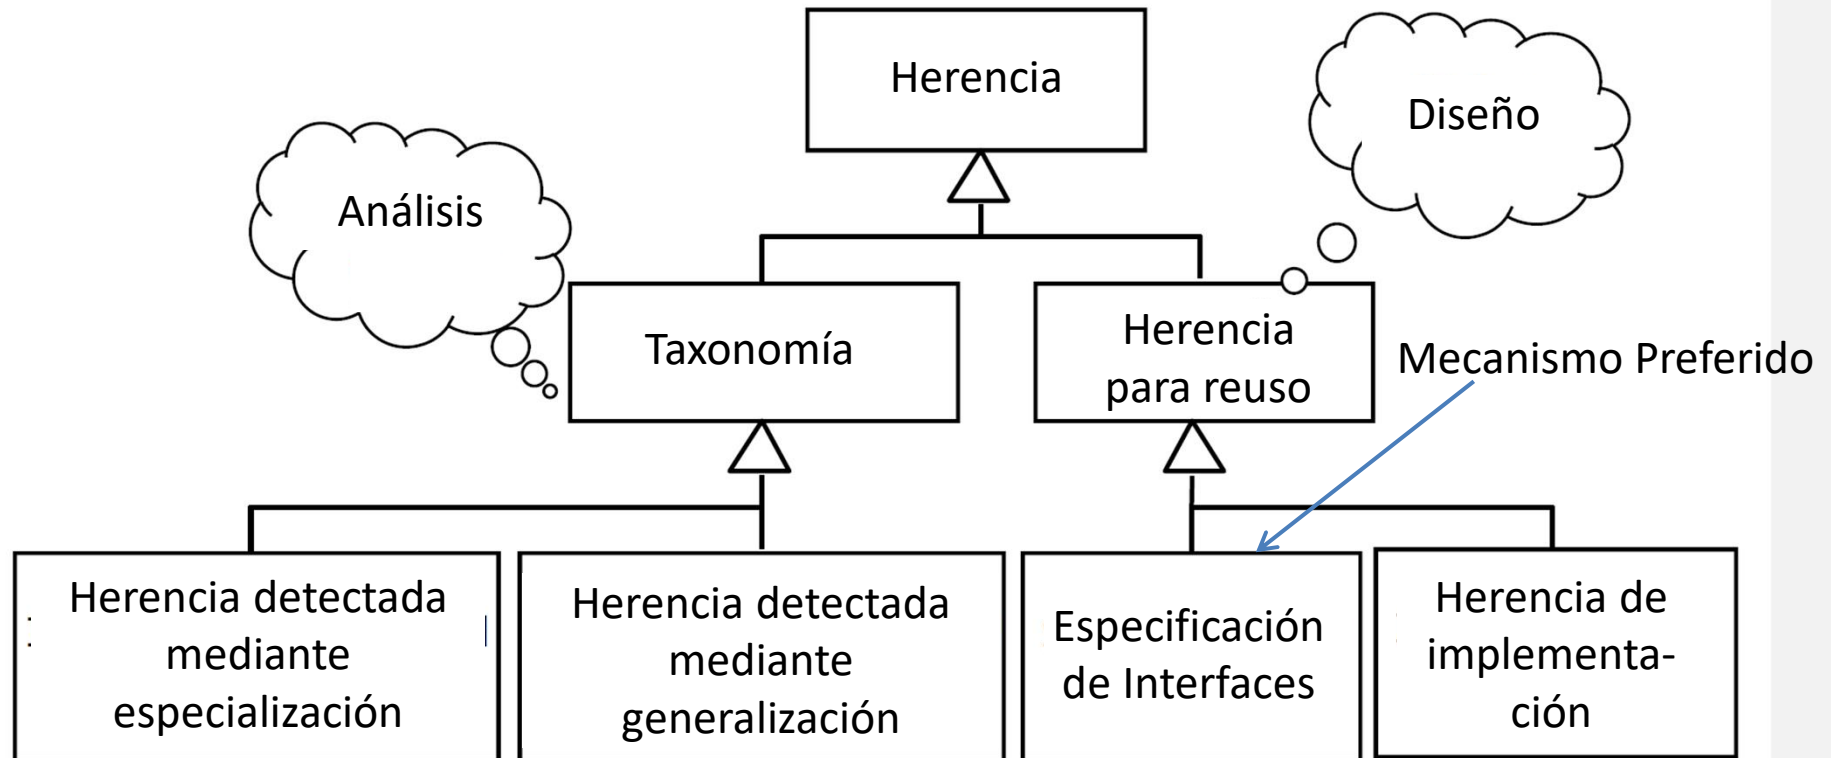 Herencia
Diseño
Análisis
Taxonomía
Herencia
para reuso
Mecanismo Preferido
Herencia detectada
mediante
especialización
Herencia detectada
mediante
generalización
Especificación
de Interfaces
Herencia de
implementa-
ción